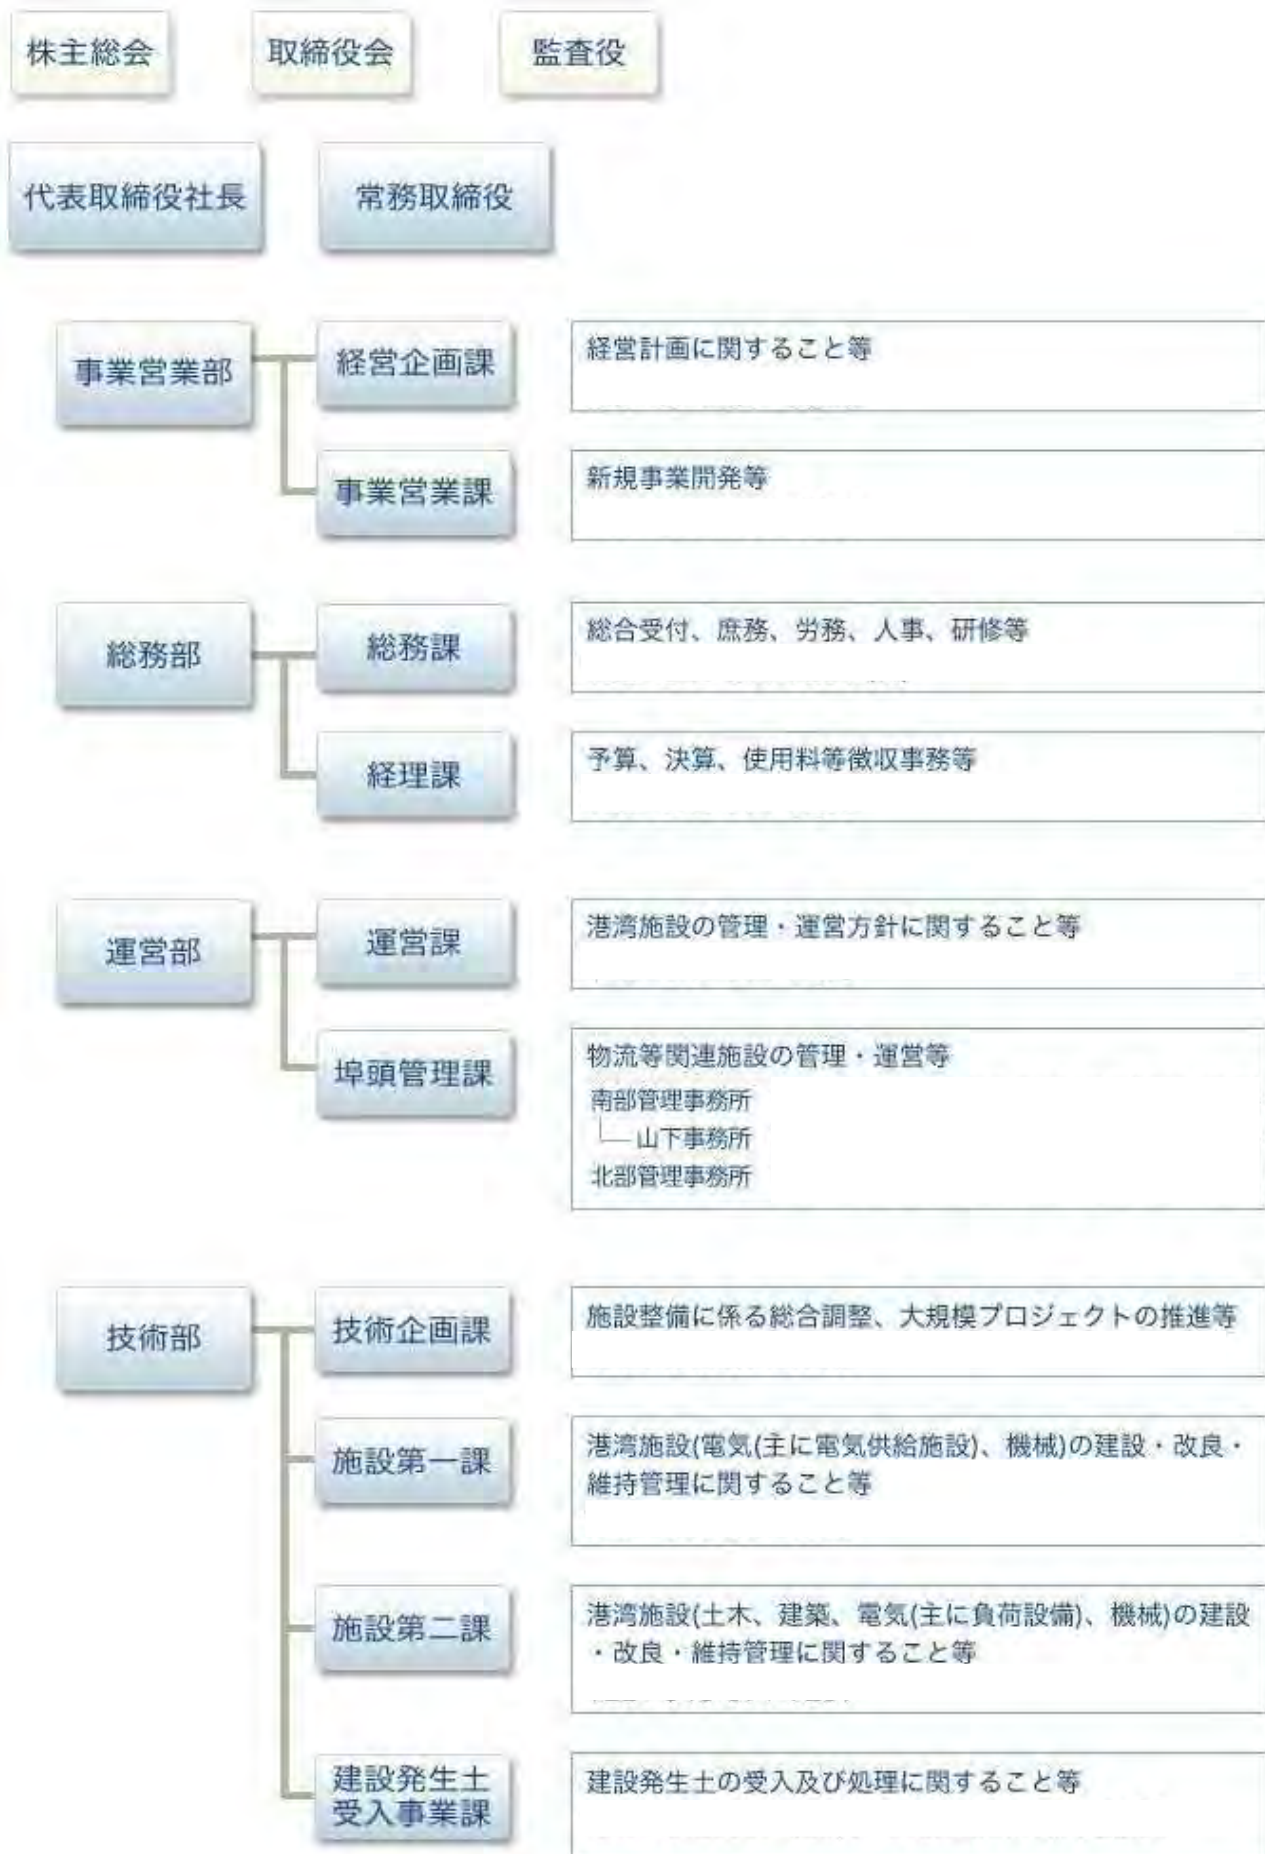 株主総会
取締役会
監査役
代表取締役社長
常務取締役
事業営業部
経営企画課
経営計画に関すること等
事業営業課
新規事業開発等
総務部
総務課
総合受付、庶務、労務、人事、研修等
経理課
予算、決算、使用料等徴収事務等
運営部
運営課
港湾施設の管理・運営方針に関すること等
埠頭管理課
物流等関連施設の管理・運営等
南部管理事務所
山下事務所
北部管理事務所
技術部
技術企画課
施設整備に係る総合調整、大規模プロジェクトの推進等
施設第一課
港湾施設(電気(主に電気供給施設)、機械)の建設・改良・
維持管理に関すること等
施設第二課
港湾施設(土木、建築、電気(主に負荷設備)、機械)の建設
・改良・維持管理に関すること等
建設発生土
受入事業課
建設発生土の受入及び処理に関すること等